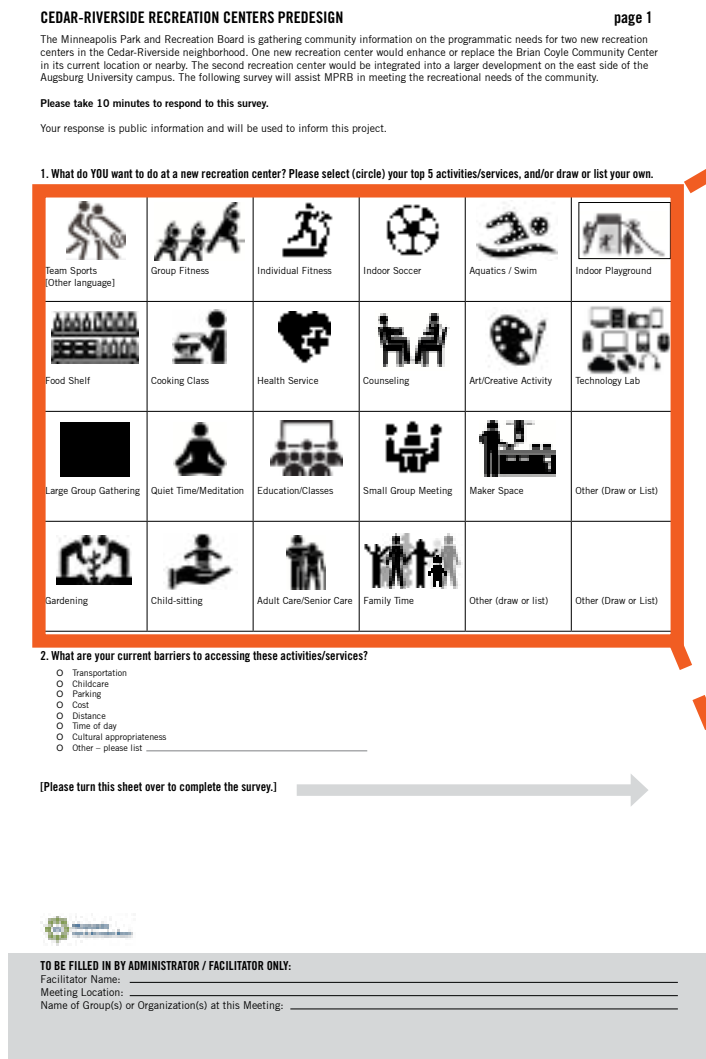 CEDAR-RIVERSIDE RECREATION CENTERS PREDESIGN page 1
The Minneapolis Park and Recreation Board is gathering community information on the programmatic needs for two new recreation
centers in the Cedar-Riverside neighborhood. One new recreation center would enhance or replace the Brian Coyle Community Center
in its current location or nearby. The second recreation center would be integrated into a larger development on the east side of the
Augsburg University campus. The following survey will assist MPRB in meeting the recreational needs of the community.
Please take 10 minutes to respond to this survey.
Your response is public information and will be used to inform this project.
1. What do YOU want to do at a new recreation center? Please select (circle) your top 5 activities/services, and/or draw or list your own.
Team Sports
[Other language]
Group Fitness
Individual Fitness
Indoor Soccer
Aquatics / Swim
Indoor Playground
Food Shelf
Cooking Class
Health Service
Counseling
Art/Creative Activity
Technology Lab
Large Group Gathering
Quiet Time/Meditation
Education/Classes
Small Group Meeting
Maker Space
Other (Draw or List)
Gardening
Child-sitting
Adult Care/Senior Care
Family Time
Other (draw or list)
Other (Draw or List)
2. What are your current barriers to accessing these activities/services?
O Transportation
O Childcare
O Parking
O Cost
O Distance
O Time of day
O Cultural appropriateness
O Other – please list
[Please turn this sheet over to complete the survey.]
TO BE FILLED IN BY ADMINISTRATOR / FACILITATOR ONLY:
Facilitator Name:
Meeting Location:
Name of Group(s) or Organization(s) at this Meeting: